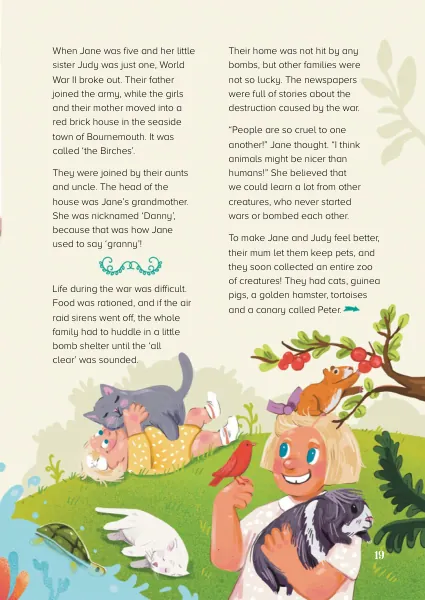 When Jane was five and her little
sister Judy was just one, World
War II broke out. Their father
joined the army, while the girls
and their mother moved into a
red brick house in the seaside
town of Bournemouth. It was
called ‘the Birches’.
They were joined by their aunts
and uncle. The head of the
house was Jane’s grandmother.
She was nicknamed ‘Danny’,
because that was how Jane
used to say ‘granny’!
Life during the war was difficult.
Food was rationed, and if the air
raid sirens went off, the whole
family had to huddle in a little
bomb shelter until the ‘all
clear’ was sounded.
Their home was not hit by any
bombs, but other families were
not so lucky. The newspapers
were full of stories about the
destruction caused by the war.
“People are so cruel to one
another!” Jane thought. “I think
animals might be nicer than
humans!” She believed that
we could learn a lot from other
creatures, who never started
wars or bombed each other.
To make Jane and Judy feel better,
their mum let them keep pets, and
they soon collected an entire zoo
of creatures! They had cats, guinea
pigs, a golden hamster, tortoises
and a canary called Peter.
19